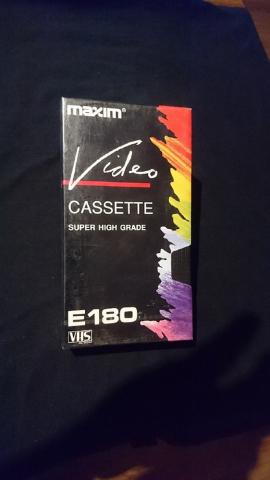 maxim
Video
CASSETTE
SUPER HIGH GRADE
E180
VHS